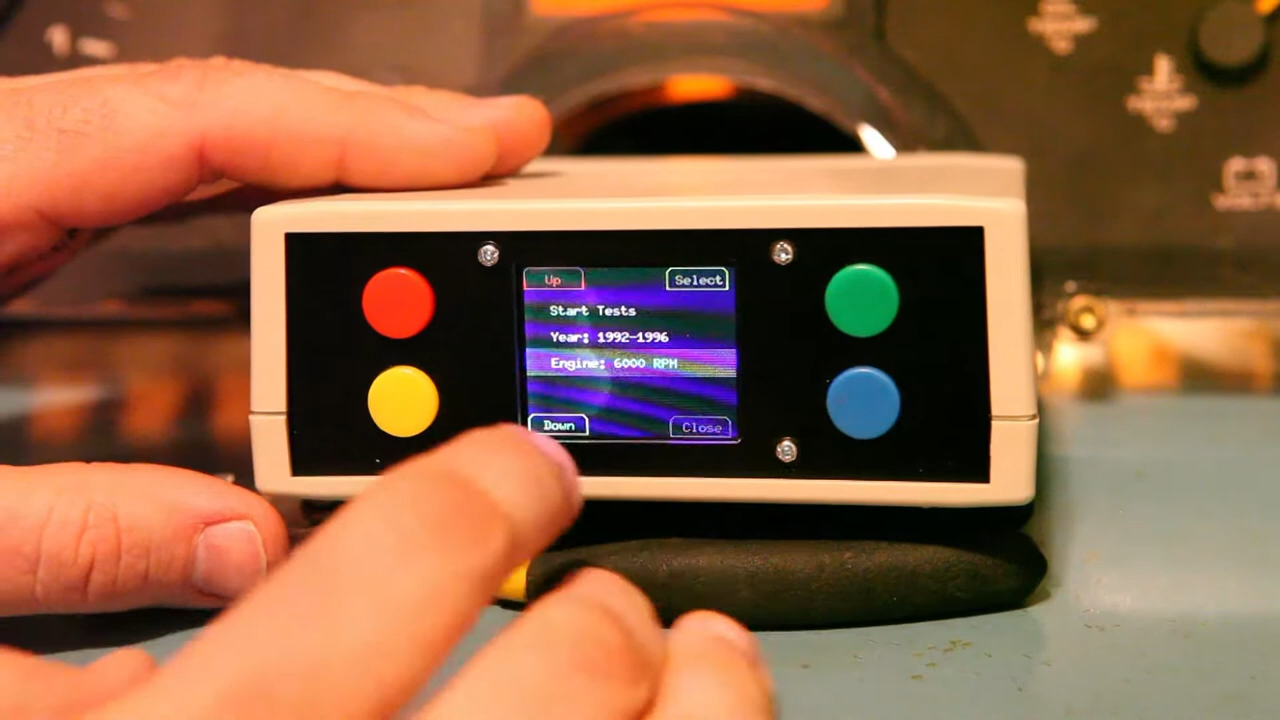 Up
Select
Start Tests
Year: 1992-1996
Engine: 6000 RPM
Down
Close